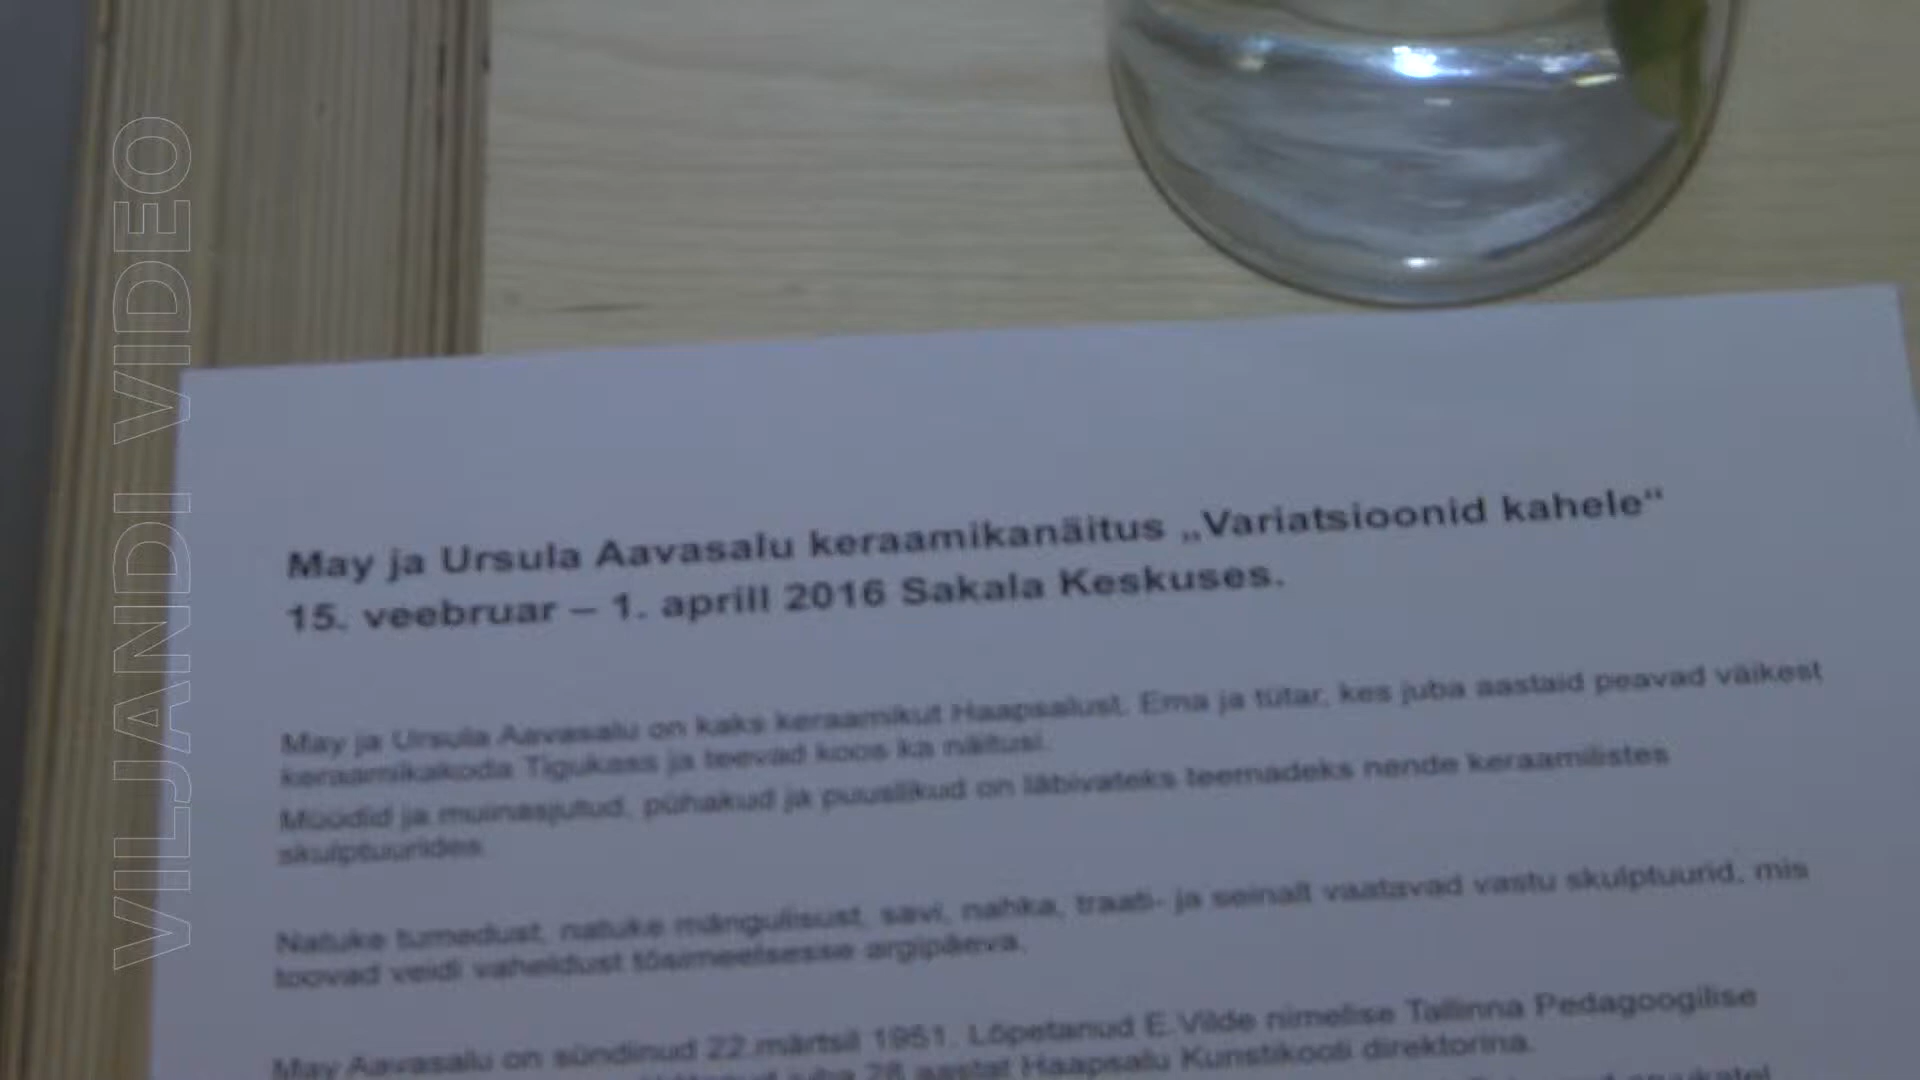 VILJANDI VIDEO
May ja Ursula Aavasalu keraamikanäitus „Variatsioonid kahele“
15. veebruar – 1. aprill 2016 Sakala Keskuses.
May ja Ursula Aavasalu on kaks keraamikut Haapsalust. Ema ja tütar, kes juba aastaid peavad väikest
keraamikakoda Tigukass ja teevad koos ka näitusi.
Müüdid ja muinasjutud, pühakud ja puuslikud on läbivateks teemadeks nende keraamilistes
skulptuurides.
Natuke tumedust, natuke mängulisust, savi, nahka, traati- ja seinalt vaatavad vastu skulptuurid, mis
toovad veidi vaheldust tõsimeelsesse argipäeva.
May Aavasalu on sündinud 22.märtsil 1951. Lõpetanud E.Vilde nimelise Tallinna Pedagoogilise
juba 28 aastat Haapsalu Kunstikooli direktorina.